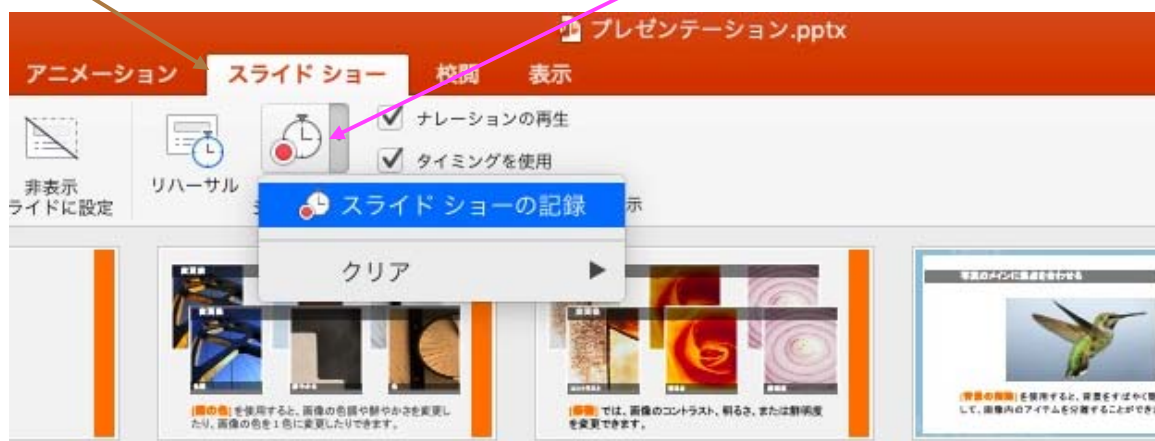 プレゼンテーション.pptx
アニメーション
スライド ショー
校閲
表示
ナレーションの再生
タイミングを使用
非表示
ライドに設定
リハーサル
示
スライド ショーの記録
クリア
写真のメインに焦点を合わせる
[図の色] を使用すると、画像の色調や鮮やかさを変更し
たり、画像の色を1色に変更したりできます。
では、画像のコントラスト、明るさ、または鮮明度
を変更できます。
[背景の削除] を使用すると、背景をすばやく
して、画像内のアイテムを分離することができ